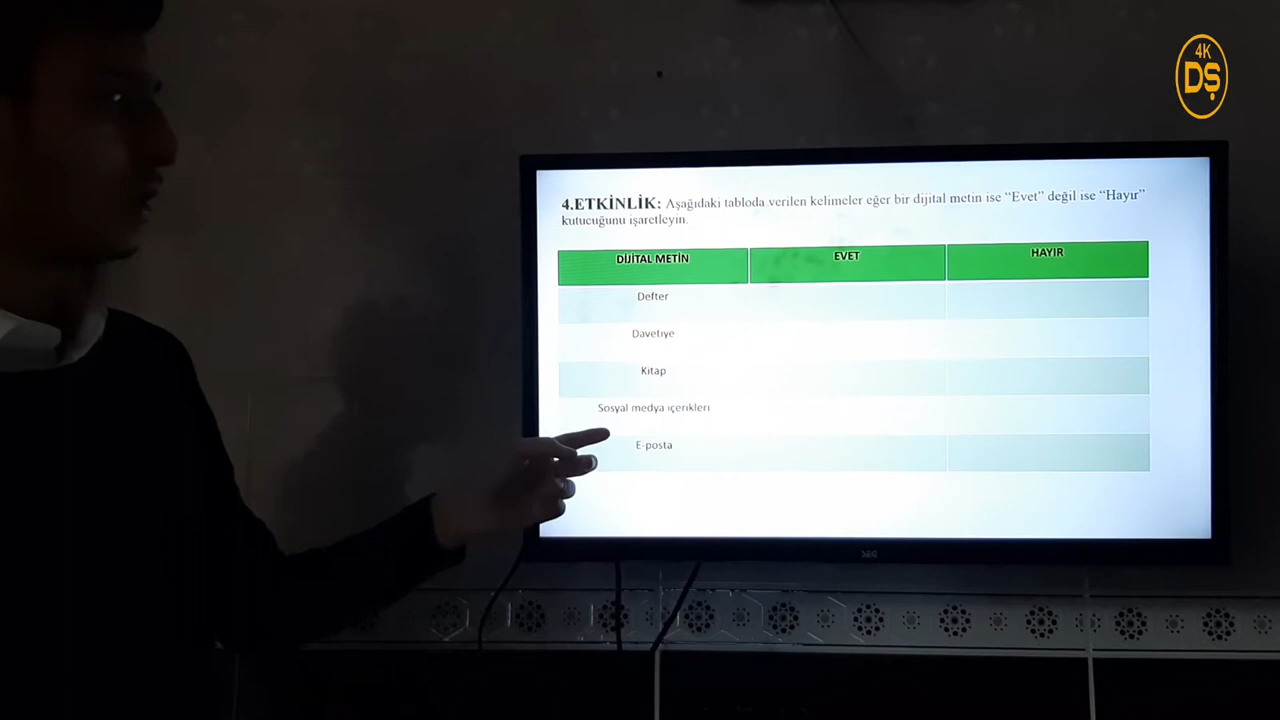 4K
DŞ
4.ETKİNLİK: Aşağıdaki tabloda verilen kelimeler eğer bir dijital metin ise “Evet” değil ise “Hayır”
kutucuğunu işaretleyin.
DİJİTAL METİN EVET HAYIR
Defter
Davetiye
Kitap
Sosyal medya içerikleri
E-posta
SEG